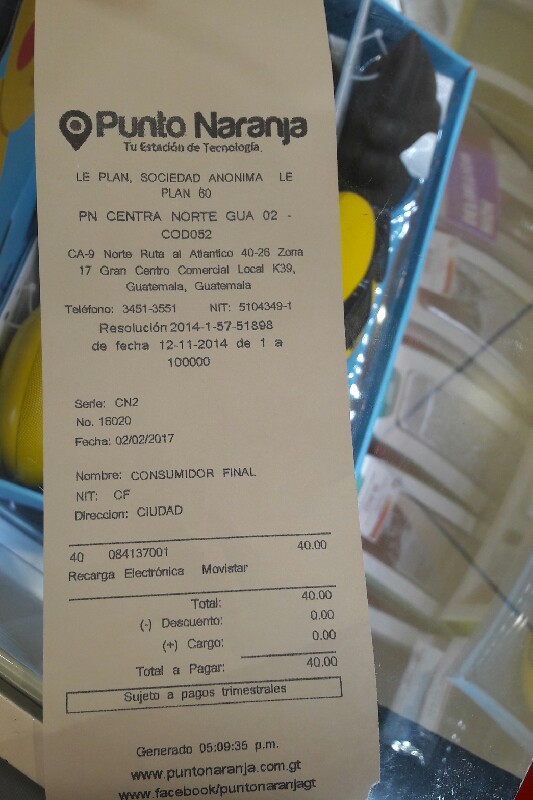 Punto Naranja
Tu Estación de Tecnología.
LE PLAN, SOCIEDAD ANONIMA LE
PLAN 60
PN CENTRA NORTE GUA 02 -
COD052
CA-9 Norte Ruta al Atlantico 40-26 Zona
17 Gran Centro Comercial Local K39,
Guatemala, Guatemala
Teléfono: 3451-3551 NIT: 5104349-1
Resolución 2014-1-57-51898
de fecha 12-11-2014 de 1 a
100000
Serie: CN2
No. 16020
Fecha: 02/02/2017
Nombre: CONSUMIDOR FINAL
NIT: CF
Direccion: CIUDAD
40 084137001 40.00
Recarga Electrónica Movistar
Total: 40.00
(-) Descuento: 0.00
(+) Cargo: 0.00
Total a Pagar: 40.00
Sujeto a pagos trimestrales
Generado 05:09:35 p.m.
www.puntonaranja.com.gt
www.facebook/puntonaranjagt